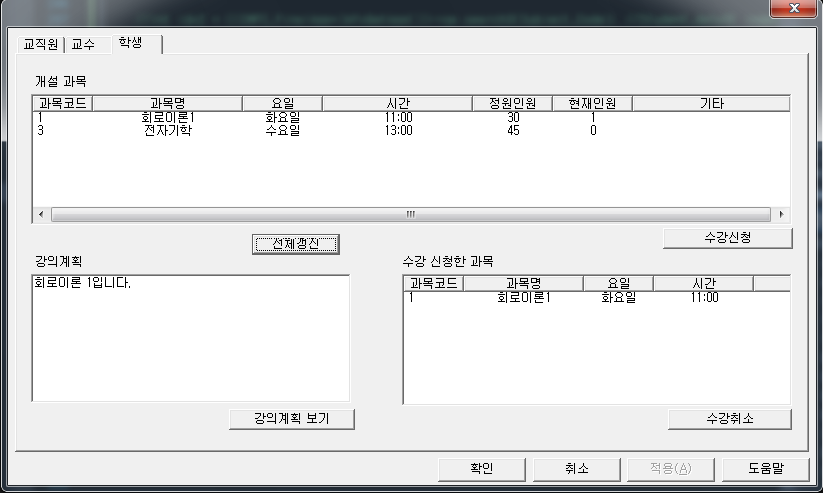 교직원 교수 학생
개설 과목
과목코드 과목명 요일 시간 정원인원 현재인원 기타
1 회로이론1 화요일 11:00 30 1
3 전자기학 수요일 13:00 45 0
수강신청
전체갱신
강의계획
회로이론 1입니다.
강의계획 보기
수강 신청한 과목
과목코드 과목명 요일 시간
1 회로이론1 화요일 11:00
수강취소
확인 취소 적용(A) 도움말